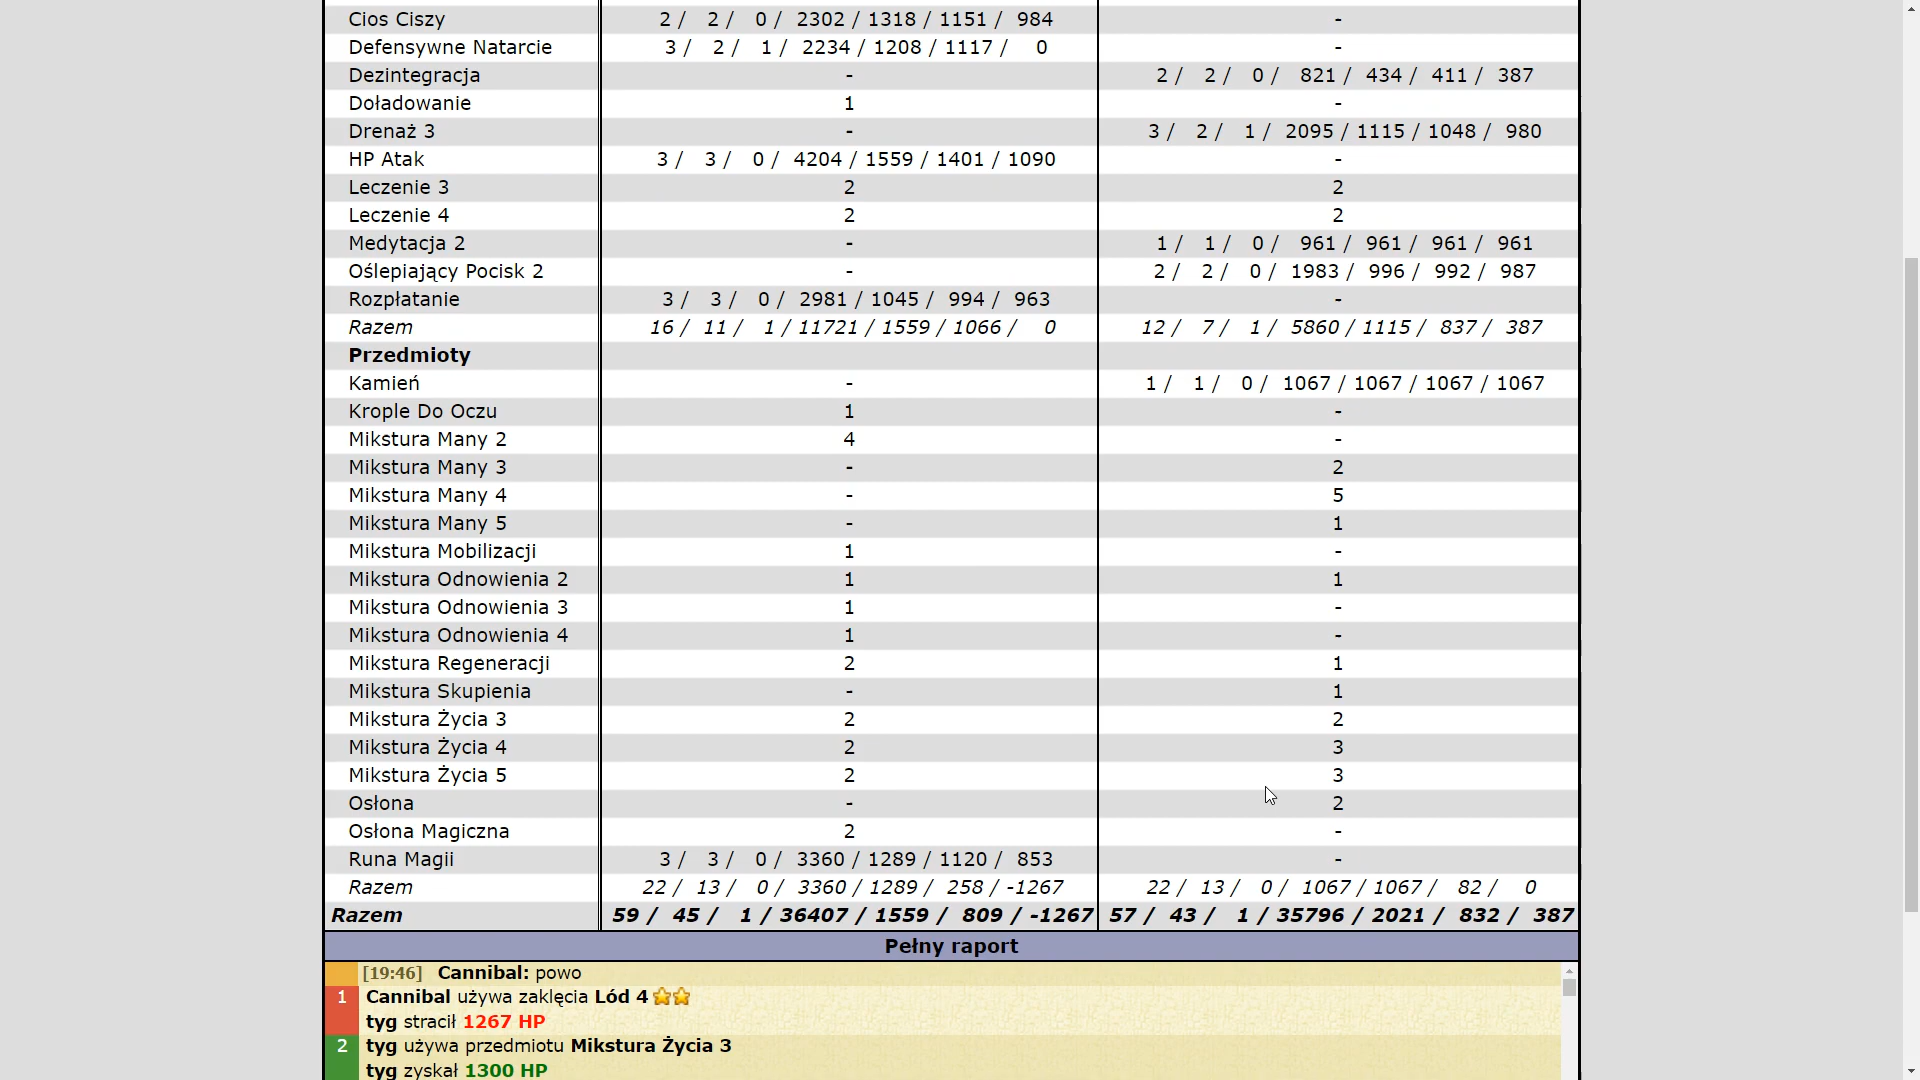 Cios Ciszy 2 / 2 / 0 / 2302 / 1318 / 1151 / 984 -
Defensywne Natarcie 3 / 2 / 1 / 2234 / 1208 / 1117 / 0 -
Dezintegracja - 2 / 2 / 0 / 821 / 434 / 411 / 387
Doładowanie 1 -
Drenaż 3 - 3 / 2 / 1 / 2095 / 1115 / 1048 / 980
HP Atak 3 / 3 / 0 / 4204 / 1559 / 1401 / 1090 -
Leczenie 3 2 2
Leczenie 4 2 2
Medytacja 2 - 1 / 1 / 0 / 961 / 961 / 961 / 961
Oślepiający Pocisk 2 - 2 / 2 / 0 / 1983 / 996 / 992 / 987
Rozpłatanie 3 / 3 / 0 / 2981 / 1045 / 994 / 963 -
Razem 16 / 11 / 1 / 11721 / 1559 / 1066 / 0 12 / 7 / 1 / 5860 / 1115 / 837 / 387
Przedmioty
Kamień - 1 / 1 / 0 / 1067 / 1067 / 1067 / 1067
Krople Do Oczu 1 -
Mikstura Many 2 4 -
Mikstura Many 3 - 2
Mikstura Many 4 - 5
Mikstura Many 5 - 1
Mikstura Mobilizacji 1 -
Mikstura Odnowienia 2 1 1
Mikstura Odnowienia 3 1 -
Mikstura Odnowienia 4 1 -
Mikstura Regeneracji 2 1
Mikstura Skupienia - 1
Mikstura Życia 3 2 2
Mikstura Życia 4 2 3
Mikstura Życia 5 2 3
Osłona - 2
Osłona Magiczna 2 -
Runa Magii 3 / 3 / 0 / 3360 / 1289 / 1120 / 853 -
Razem 22 / 13 / 0 / 3360 / 1289 / 258 / -1267 22 / 13 / 0 / 1067 / 1067 / 82 / 0
Razem 59 / 45 / 1 / 36407 / 1559 / 809 / -1267 57 / 43 / 1 / 35796 / 2021 / 832 / 387
Pełny raport
[19:46] Cannibal: powo
1 Cannibal używa zaklęcia Lód 4
tyg stracił 1267 HP
2 tyg używa przedmiotu Mikstura Życia 3
tyg zyskał 1300 HP